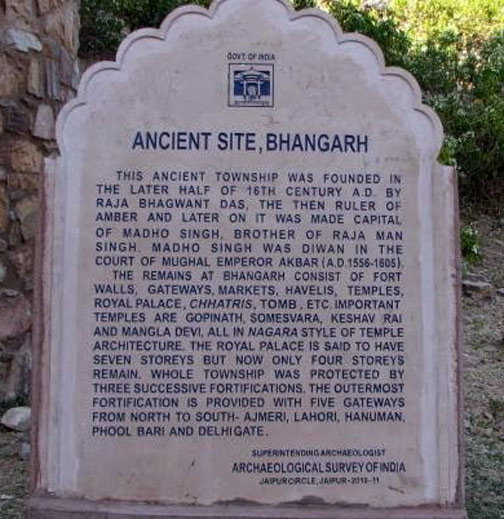 GOVT. OF INDIA
ANCIENT SITE, BHANGARH
THIS ANCIENT TOWNSHIP WAS FOUNDED IN
THE LATER HALF OF 16TH CENTURY A.D. BY
RAJA BHAGWANT DAS, THE THEN RULER OF
AMBER AND LATER ON IT WAS MADE CAPITAL
OF MADHO SINGH, BROTHER OF RAJA MAN
SINGH. MADHO SINGH WAS DIWAN IN THE
COURT OF MUGHAL EMPEROR AKBAR (A.D.1556-1605).
THE REMAINS AT BHANGARH CONSIST OF FORT
WALLS, GATEWAYS, MARKETS, HAVELIS, TEMPLES,
ROYAL PALACE, CHHATRIS, TOMB, ETC. IMPORTANT
TEMPLES ARE GOPINATH, SOMESVARA, KESHAV RAI
AND MANGLA DEVI, ALL IN NAGARA STYLE OF TEMPLE
ARCHITECTURE. THE ROYAL PALACE IS SAID TO HAVE
SEVEN STOREYS BUT NOW ONLY FOUR STOREYS
REMAIN. WHOLE TOWNSHIP WAS PROTECTED BY
THREE SUCCESSIVE FORTIFICATIONS. THE OUTERMOST
FORTIFICATION IS PROVIDED WITH FIVE GATEWAYS
FROM NORTH TO SOUTH- AJMERI, LAHORI, HANUMAN,
PHOOL BARI AND DELHI GATE.
SUPERINTENDING ARCHAEOLOGIST
ARCHAEOLOGICAL SURVEY OF INDIA
JAIPUR CIRCLE, JAIPUR - 2010-11